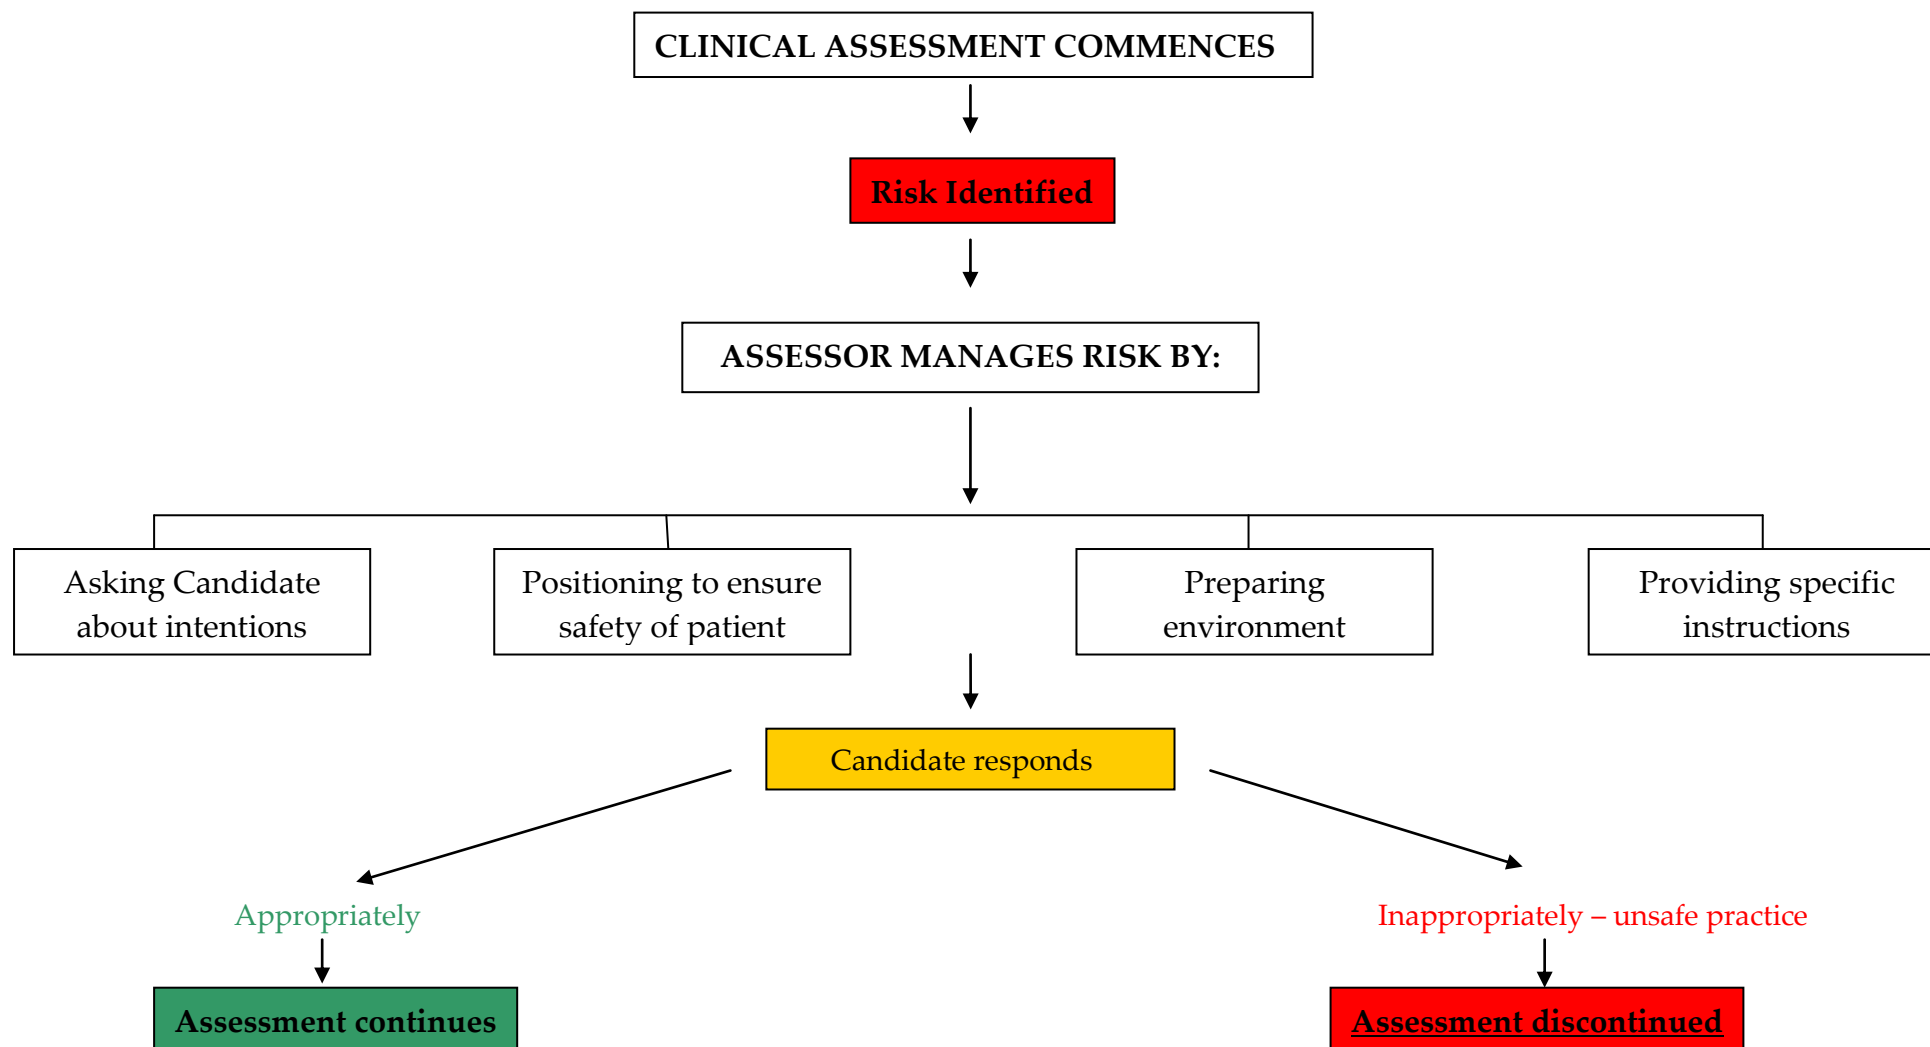 CLINICAL ASSESSMENT COMMENCES
Risk Identified
ASSESSOR MANAGES RISK BY:
Asking Candidate
about intentions
Positioning to ensure
safety of patient
Preparing
environment
Providing specific
instructions
Candidate responds
Appropriately
Inappropriately – unsafe practice
Assessment continues
Assessment discontinued